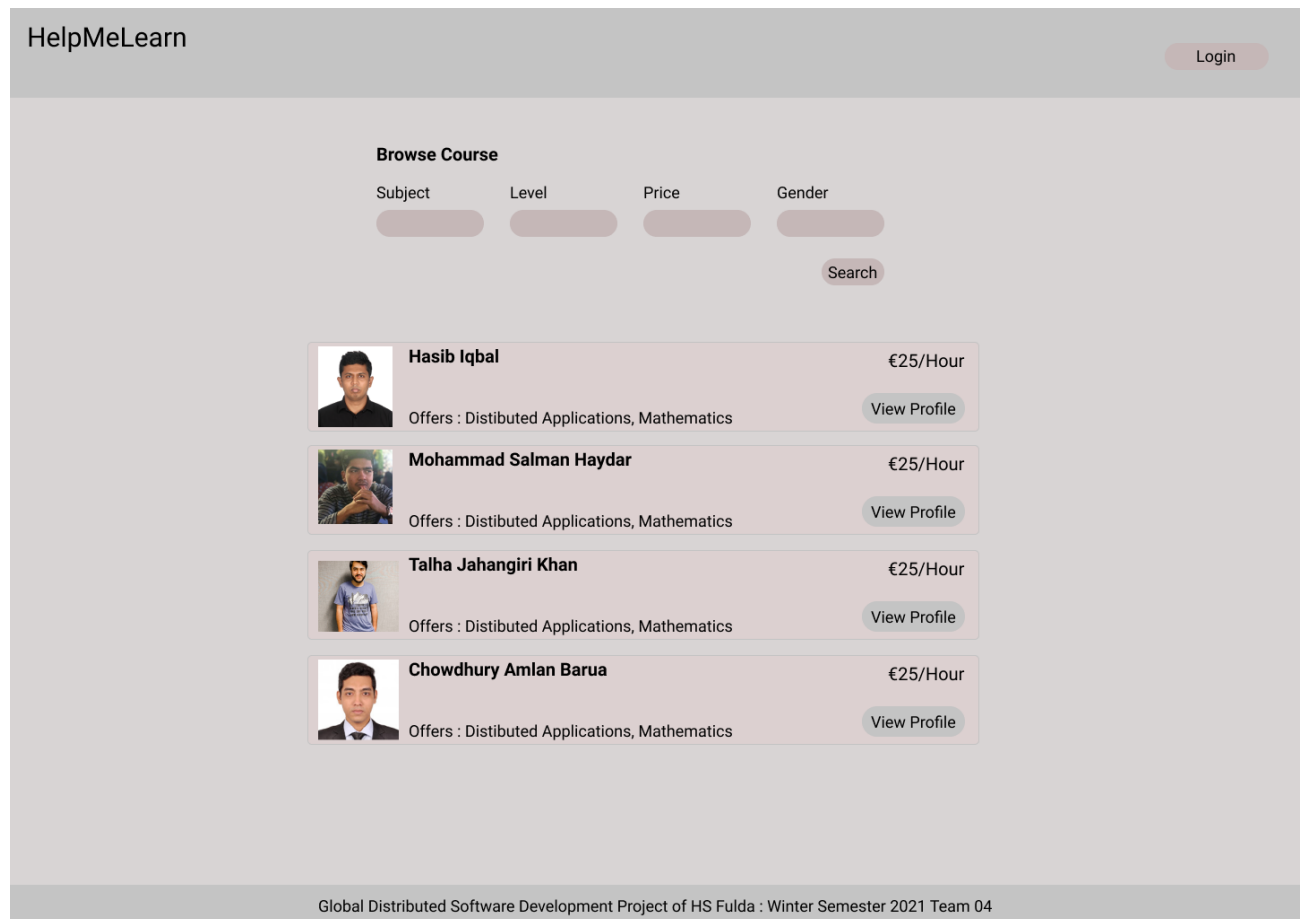 HelpMeLearn
Login
Browse Course
Subject Level Price Gender
Search
Hasib Iqbal
€25/Hour
View Profile
Offers : Distibuted Applications, Mathematics
Mohammad Salman Haydar
€25/Hour
View Profile
Offers : Distibuted Applications, Mathematics
Talha Jahangiri Khan
€25/Hour
View Profile
Offers : Distibuted Applications, Mathematics
Chowdhury Amlan Barua
€25/Hour
View Profile
Offers : Distibuted Applications, Mathematics
Global Distributed Software Development Project of HS Fulda : Winter Semester 2021 Team 04